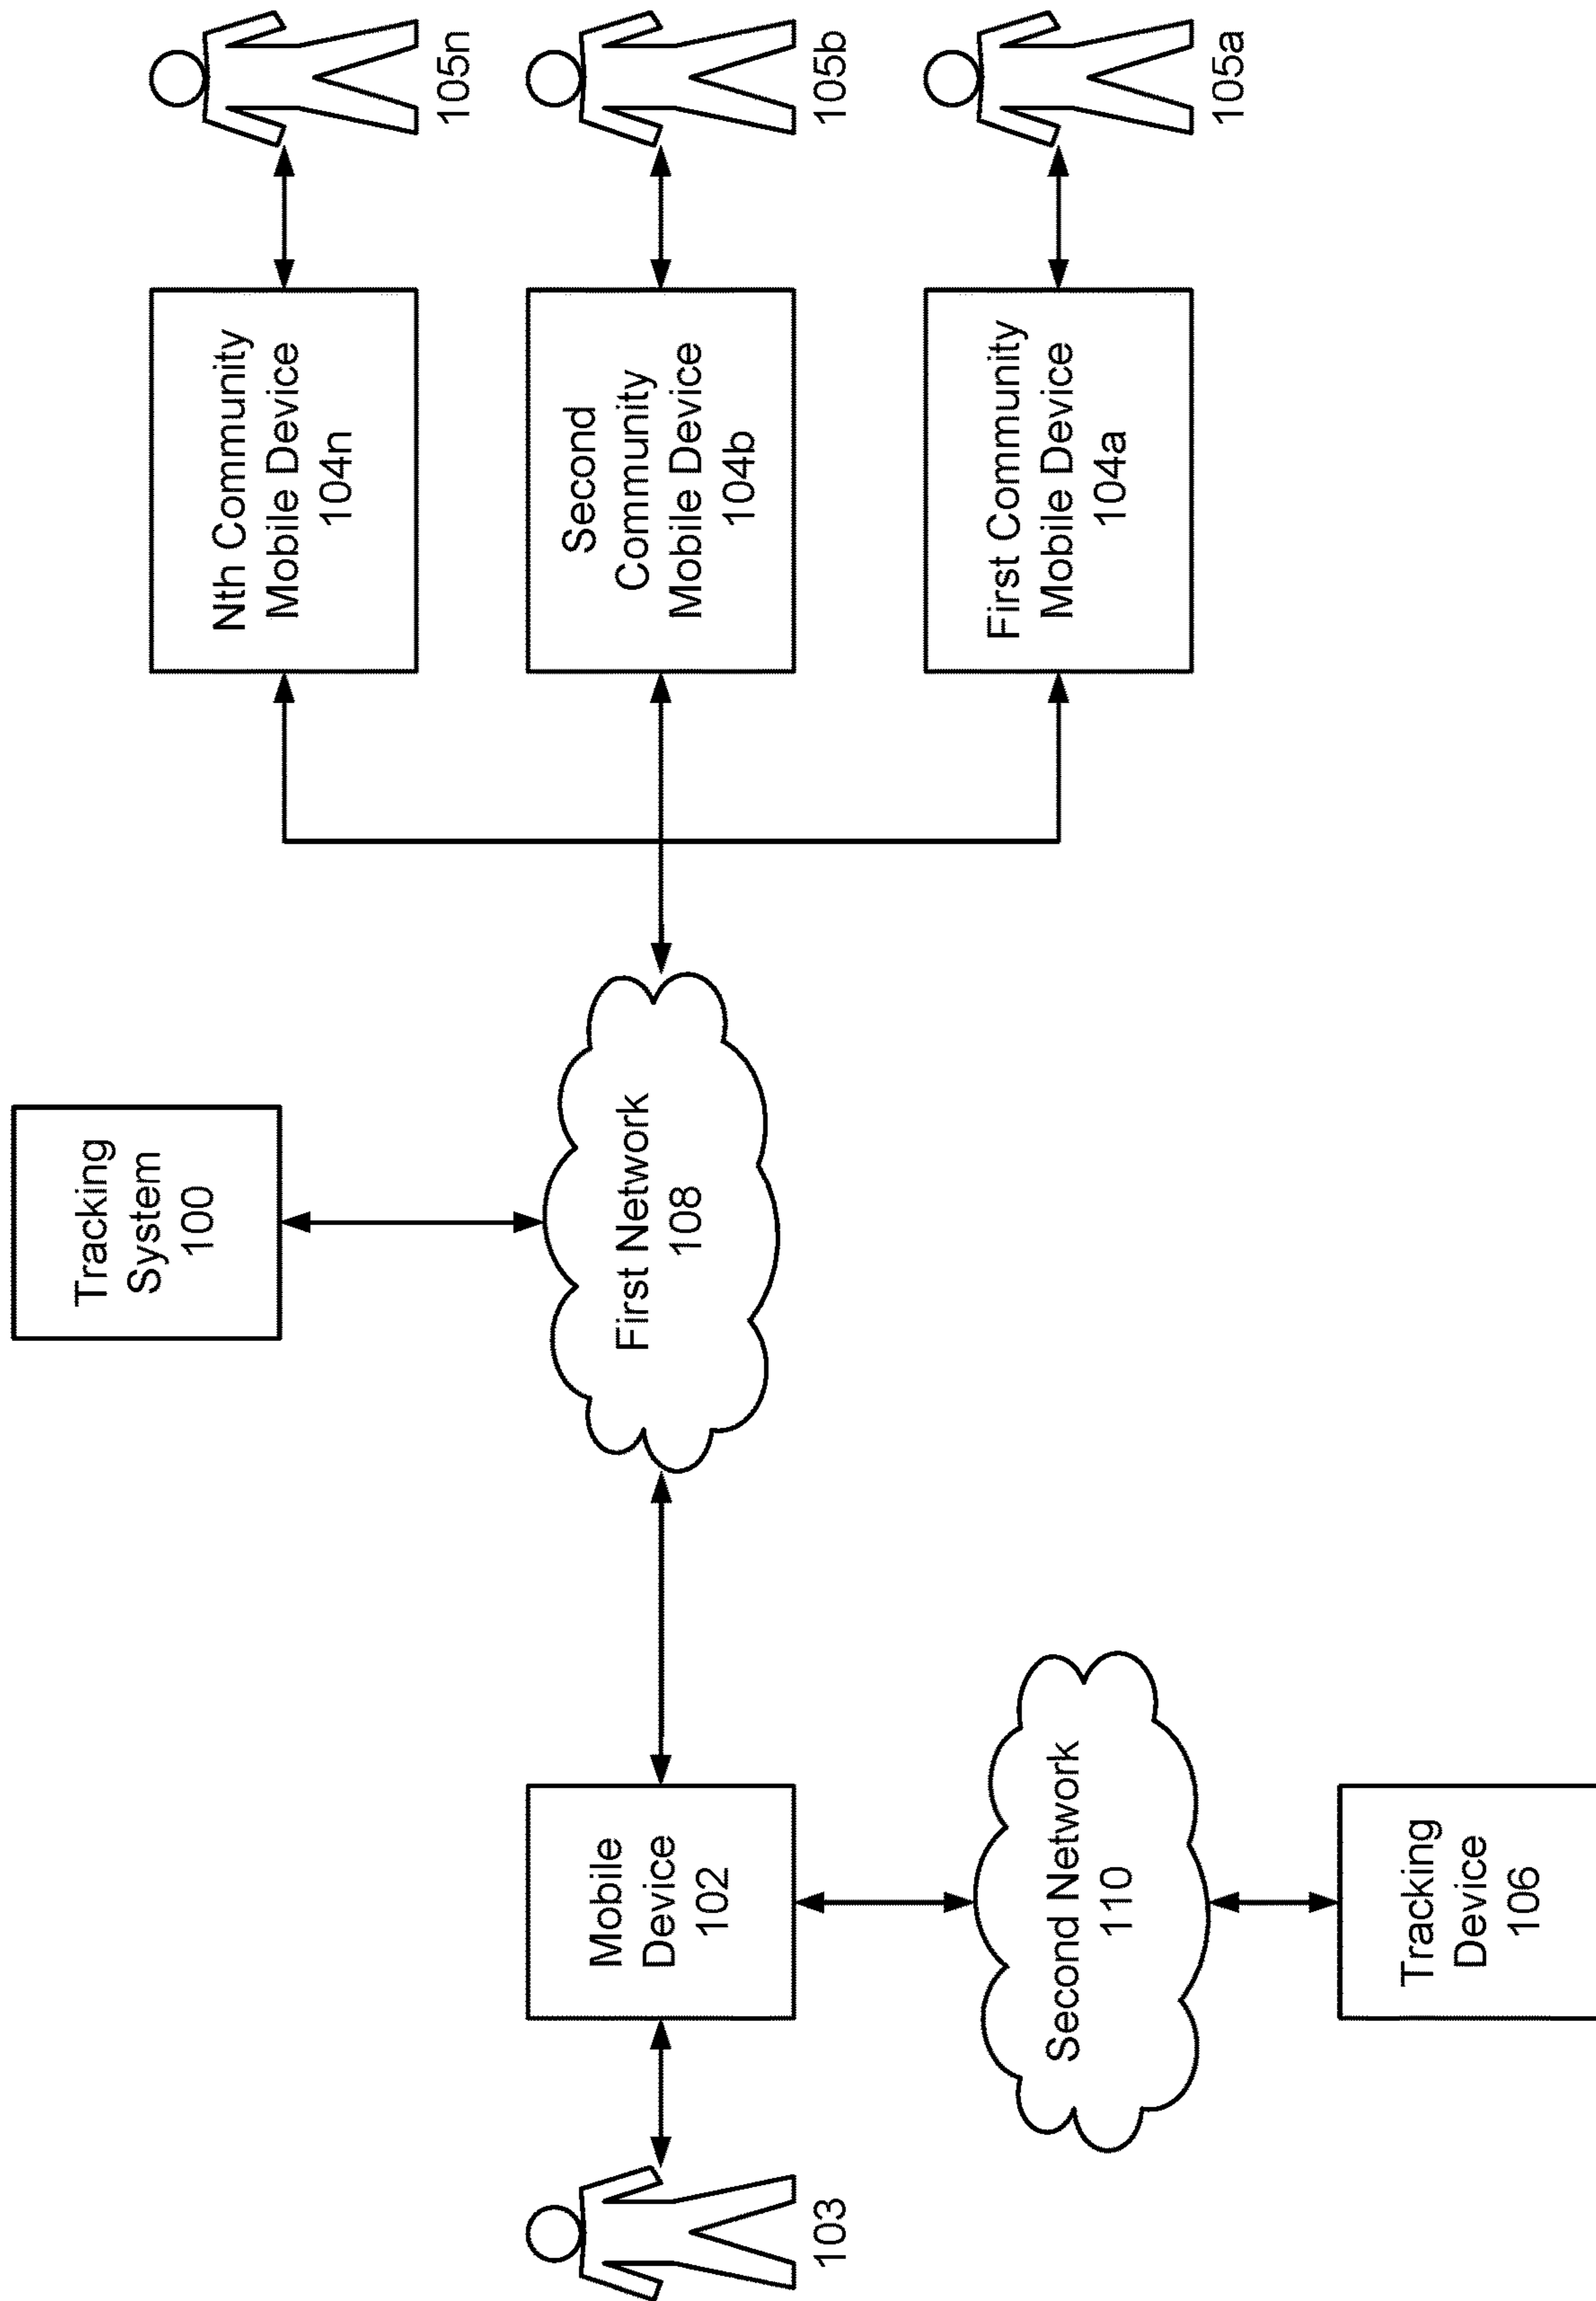 Tracking
System
100
103
Mobile
Device
102
First Network
108
Nth Community
Mobile Device
104n
105n
Second
Community
Mobile Device
104b
105b
First Community
Mobile Device
104a
105a
Second Network
110
Tracking
Device
106